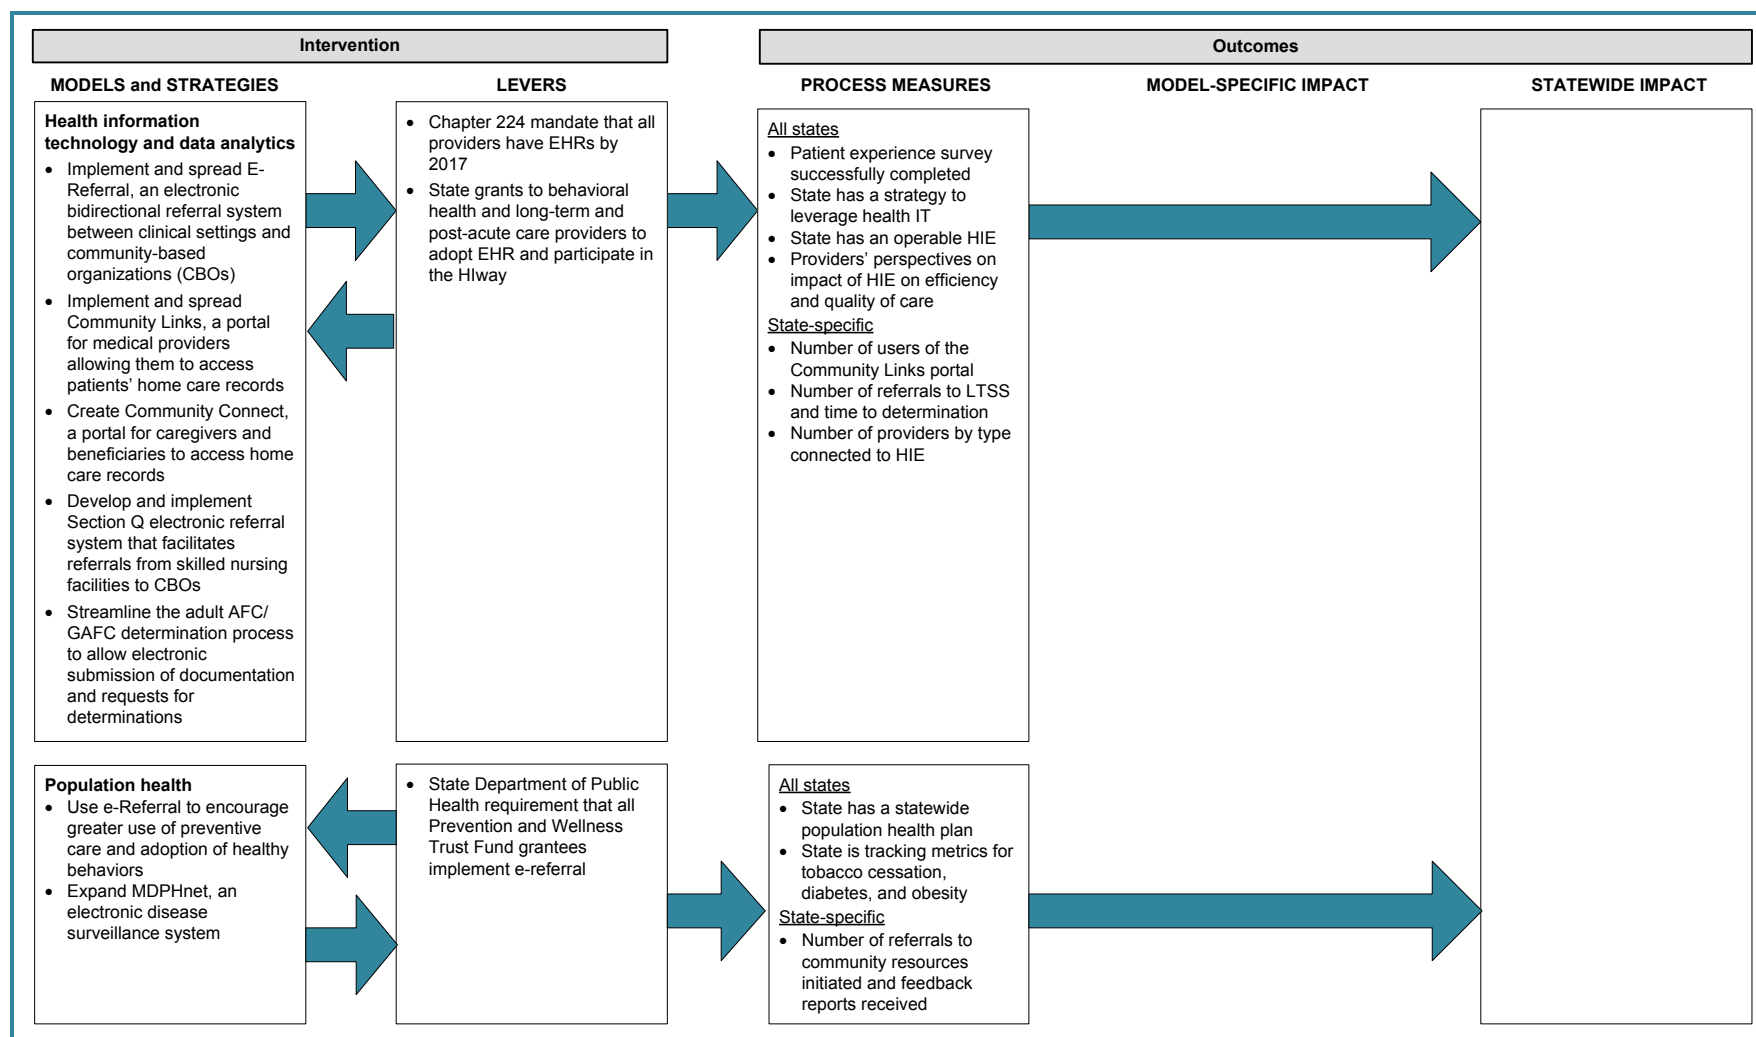 Intervention
Outcomes
MODELS and STRATEGIES
LEVERS
PROCESS MEASURES
MODEL-SPECIFIC IMPACT
STATEWIDE IMPACT
Health information
technology and data analytics
• Implement and spread E-
Referral, an electronic
bidirectional referral system
between clinical settings and
community-based
organizations (CBOs)
• Implement and spread
Community Links, a portal
for medical providers
allowing them to access
patients’ home care records
• Create Community Connect,
a portal for caregivers and
beneficiaries to access home
care records
• Develop and implement
Section Q electronic referral
system that facilitates
referrals from skilled nursing
facilities to CBOs
• Streamline the adult AFC/
GAFC determination process
to allow electronic
submission of documentation
and requests for
determinations
• Chapter 224 mandate that all
providers have EHRs by
2017
• State grants to behavioral
health and long-term and
post-acute care providers to
adopt EHR and participate in
the HIway
All states
• Patient experience survey
successfully completed
• State has a strategy to
leverage health IT
• State has an operable HIE
• Providers’ perspectives on
impact of HIE on efficiency
and quality of care
State-specific
• Number of users of the
Community Links portal
• Number of referrals to LTSS
and time to determination
• Number of providers by type
connected to HIE
Population health
• Use e-Referral to encourage
greater use of preventive
care and adoption of healthy
behaviors
• Expand MDPHnet, an
electronic disease
surveillance system
• State Department of Public
Health requirement that all
Prevention and Wellness
Trust Fund grantees
implement e-referral
All states
• State has a statewide
population health plan
• State is tracking metrics for
tobacco cessation,
diabetes, and obesity
State-specific
• Number of referrals to
community resources
initiated and feedback
reports received